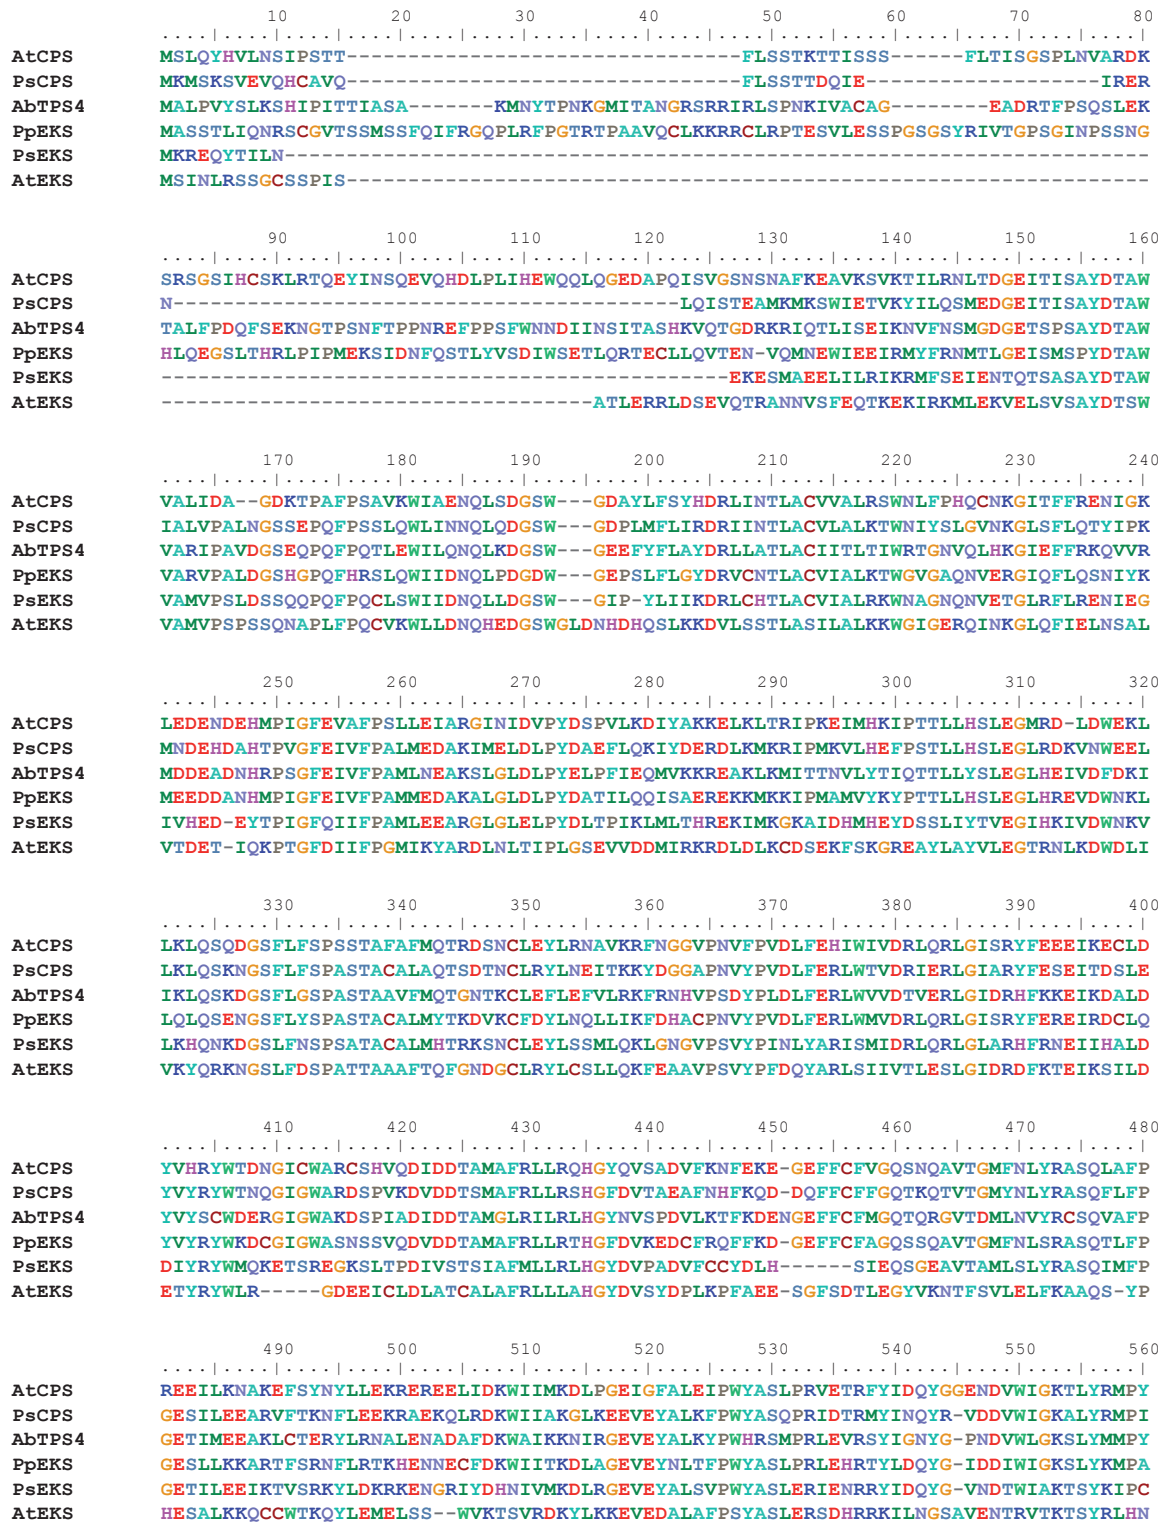 10 20 30 40 50 60 70 80
....|....|....|....|....|....|....|....|....|....|....|....|....|....|....|....|
AtCPS MSLQYHVLNSIPSTT--------------------------------FLSSTKTTISSSS-----FLTISGSPLNVARDK
PsCPS MKMSKSVEVQHCAVQ--------------------------------FLSSTTDQIE-------------------IRER
AbTPS4 MALPVYSLKSHIPITTIASA-------KMNYTPNKGMITANGRSRRIRLSPNKIVACAG--------EADRTFPSQSLEK
PpEKS MASSTLIQNRSCGVTSSMSSFQIFRGQPLRFPGTRTPAAVQCLKKRRCLRPTESVLESSPGSGSYRIVTGPSGINPSSNG
PsEKS MKREQYTILN----------------------------------------------------------------------
AtEKS MSINLRSSGCSSPIS-----------------------------------------------------------------
90 100 110 120 130 140 150 160
....|....|....|....|....|....|....|....|....|....|....|....|....|....|....|....|
AtCPS SRSGSIHCSKLRTQEYINSQEVQHDLPLIHEWQQLQGEDAPQISVGSNSNAFKEAVKSVKTILRNLTDGEITISAYDTAW
PsCPS N-----------------------------------------LQISTEAMKMKSWIETVKYILQSMEDGEITISAYDTAW
AbTPS4 TALFPDQFSEKNGTPSNFTPPNREFPPSFWNNDIINSITASHKVQTGDRKRIQTLISEIKNVFNSMGDGETSPSAYDTAW
PpEKS HLQEGSLTHRLPIPMEKSIDNFQSTLYVSDIWSETLQRTECLLQVTEN-VQMNEWIEEIRMYFRNMTLGEISMSPYDTAW
PsEKS ----------------------------------------------EKESMAEELILRIKRMFSEIENTQTSASAYDTAW
AtEKS -----------------------------------ATLERRLDSEVQTRANNVSFEQTKEKIRKMLEKVELSVSAYDTSW
170 180 190 200 210 220 230 240
....|....|....|....|....|....|....|....|....|....|....|....|....|....|....|....|
AtCPS VALIDA--GDKTPAFPSAVKWIAENQLSDGSW---GDAYLFSYHDRLINTLACVVALRSWNLFPHQCNKGITFFRENIGK
PsCPS IALVPALNGSSEPQFPSSLQWLINNQLQDGSW---GDPLMFLIRDRIINTLACVLALKTWNIYSLGVNKGLSFLQTYIPK
AbTPS4 VARIPAVDGSEQPQFPQTLEWILQNQLKDGSW---GEEFYFLAYDRLLATLACIITLTIWRTGNVQLHKGIEFFRKQVVR
PpEKS VARVPALDGSHGPQFHRSLQWIIDNQLPDGDW---GEPSLFLGYDRVCNTLACVIALKTWGVGAQNVERGIQFLQSNIYK
PsEKS VAMVPSLDSSQQPQFPQCLSWIIDNQLLDGSW---GIP-YLIIKDRLCHTLACVIALRKWNAGNQNVETGLRFLRENIEG
AtEKS VAMVPSPSSQNAPLFPQCVKWLLDNQHEDGSWGLDNHDHQSLKKDVLSSTLASILALKKWGIGERQINKGLQFIELNSAL
250 260 270 280 290 300 310 320
....|....|....|....|....|....|....|....|....|....|....|....|....|....|....|....|
AtCPS LEDENDEHMPIGFEVAFPSLLEIARGINIDVPYDSPVLKDIYAKKELKLTRIPKEIMHKIPTTLLHSLEGMRD-LDWEKL
PsCPS MNDEHDAHTPVGFEIVFPALMEDAKIMELDLPYDAEFLQKIYDERDLKMKRIPMKVLHEFPSTLLHSLEGLRDKVNWEEL
AbTPS4 MDDEADNHRPSGFEIVFPAMLNEAKSLGLDLPYELPFIEQMVKKREAKLKMITTNVLYTIQTTLLYSLEGLHEIVDFDKI
PpEKS MEEDDANHMPIGFEIVFPAMMEDAKALGLDLPYDATILQQISAEREKKMKKIPMAMVYKYPTTLLHSLEGLHREVDWNKL
PsEKS IVHED-EYTPIGFQIIFPAMLEEARGLGLELPYDLTPIKLMLTHREKIMKGKAIDHMHEYDSSLIYTVEGIHKIVDWNKV
AtEKS VTDET-IQKPTGFDIIFPGMIKYARDLNLTIPLGSEVVDDMIRKRDLDLKCDSEKFSKGREAYLAYVLEGTRNLKDWDLI
330 340 350 360 370 380 390 400
....|....|....|....|....|....|....|....|....|....|....|....|....|....|....|....|
AtCPS LKLQSQDGSFLFSPSSTAFAFMQTRDSNCLEYLRNAVKRFNGGVPNVFPVDLFEHIWIVDRLQRLGISRYFEEEIKECLD
PsCPS LKLQSKNGSFLFSPASTACALAQTSDTNCLRYLNEITKKYDGGAPNVYPVDLFERLWTVDRIERLGIARYFESEITDSLE
AbTPS4 IKLQSKDGSFLGSPASTAAVFMQTGNTKCLEFLEFVLRKFRNHVPSDYPLDLFERLWVVDTVERLGIDRHFKKEIKDALD
PpEKS LQLQSENGSFLYSPASTACALMYTKDVKCFDYLNQLLIKFDHACPNVYPVDLFERLWMVDRLQRLGISRYFEREIRDCLQ
PsEKS LKHQNKDGSLFNSPSATACALMHTRKSNCLEYLSSMLQKLGNGVPSVYPINLYARISMIDRLQRLGLARHFRNEIIHALD
AtEKS VKYQRKNGSLFDSPATTAAAFTQFGNDGCLRYLCSLLQKFEAAVPSVYPFDQYARLSIIVTLESLGIDRDFKTEIKSILD
410 420 430 440 450 460 470 480
....|....|....|....|....|....|....|....|....|....|....|....|....|....|....|....|
AtCPS YVHRYWTDNGICWARCSHVQDIDDTAMAFRLLRQHGYQVSADVFKNFEKE-GEFFCFVGQSNQAVTGMFNLYRASQLAFP
PsCPS YVYRYWTNQGIGWARDSPVKDVDDTSMAFRLLRSHGFDVTAEAFNHFKQD-DQFFCFFGQTKQTVTGMYNLYRASQFLFP
AbTPS4 YVYSCWDERGIGWAKDSPIADIDDTAMGLRILRLHGYNVSPDVLKTFKDENGEFFCFMGQTQRGVTDMLNVYRCSQVAFP
PpEKS YVYRYWKDCGIGWASNSSVQDVDDTAMAFRLLRTHGFDVKEDCFRQFFKD-GEFFCFAGQSSQAVTGMFNLSRASQTLFP
PsEKS DIYRYWMQKETSREGKSLTPDIVSTSIAFMLLRLHGYDVPADVFCCYDLH------SIEQSGEAVTAMLSLYRASQIMFP
AtEKS ETYRYWLR-----GDEEICLDLATCALAFRLLLAHGYDVSYDPLKPFAEE-SGFSDTLEGYVKNTFSVLELFKAAQS-YP
490 500 510 520 530 540 550 560
....|....|....|....|....|....|....|....|....|....|....|....|....|....|....|....|
AtCPS REEILKNAKEFSYNYLLEKREREELIDKWIIMKDLPGEIGFALEIPWYASLPRVETRFYIDQYGGENDVWIGKTLYRMPY
PsCPS GESILEEARVFTKNFLEEKRAEKQLRDKWIIAKGLKEEVEYALKFPWYASQPRIDTRMYINQYR-VDDVWIGKALYRMPI
AbTPS4 GETIMEEAKLCTERYLRNALENADAFDKWAIKKNIRGEVEYALKYPWHRSMPRLEVRSYIGNYG-PNDVWLGKSLYMMPY
PpEKS GESLLKKARTFSRNFLRTKHENNECFDKWIITKDLAGEVEYNLTFPWYASLPRLEHRTYLDQYG-IDDIWIGKSLYKMPA
PsEKS GETILEEIKTVSRKYLDKRKENGRIYDHNIVMKDLRGEVEYALSVPWYASLERIENRRYIDQYG-VNDTWIAKTSYKIPC
AtEKS HESALKKQCCWTKQYLEMELSS--WVKTSVRDKYLKKEVEDALAFPSYASLERSDHRRKILNGSAVENTRVTKTSYRLHN